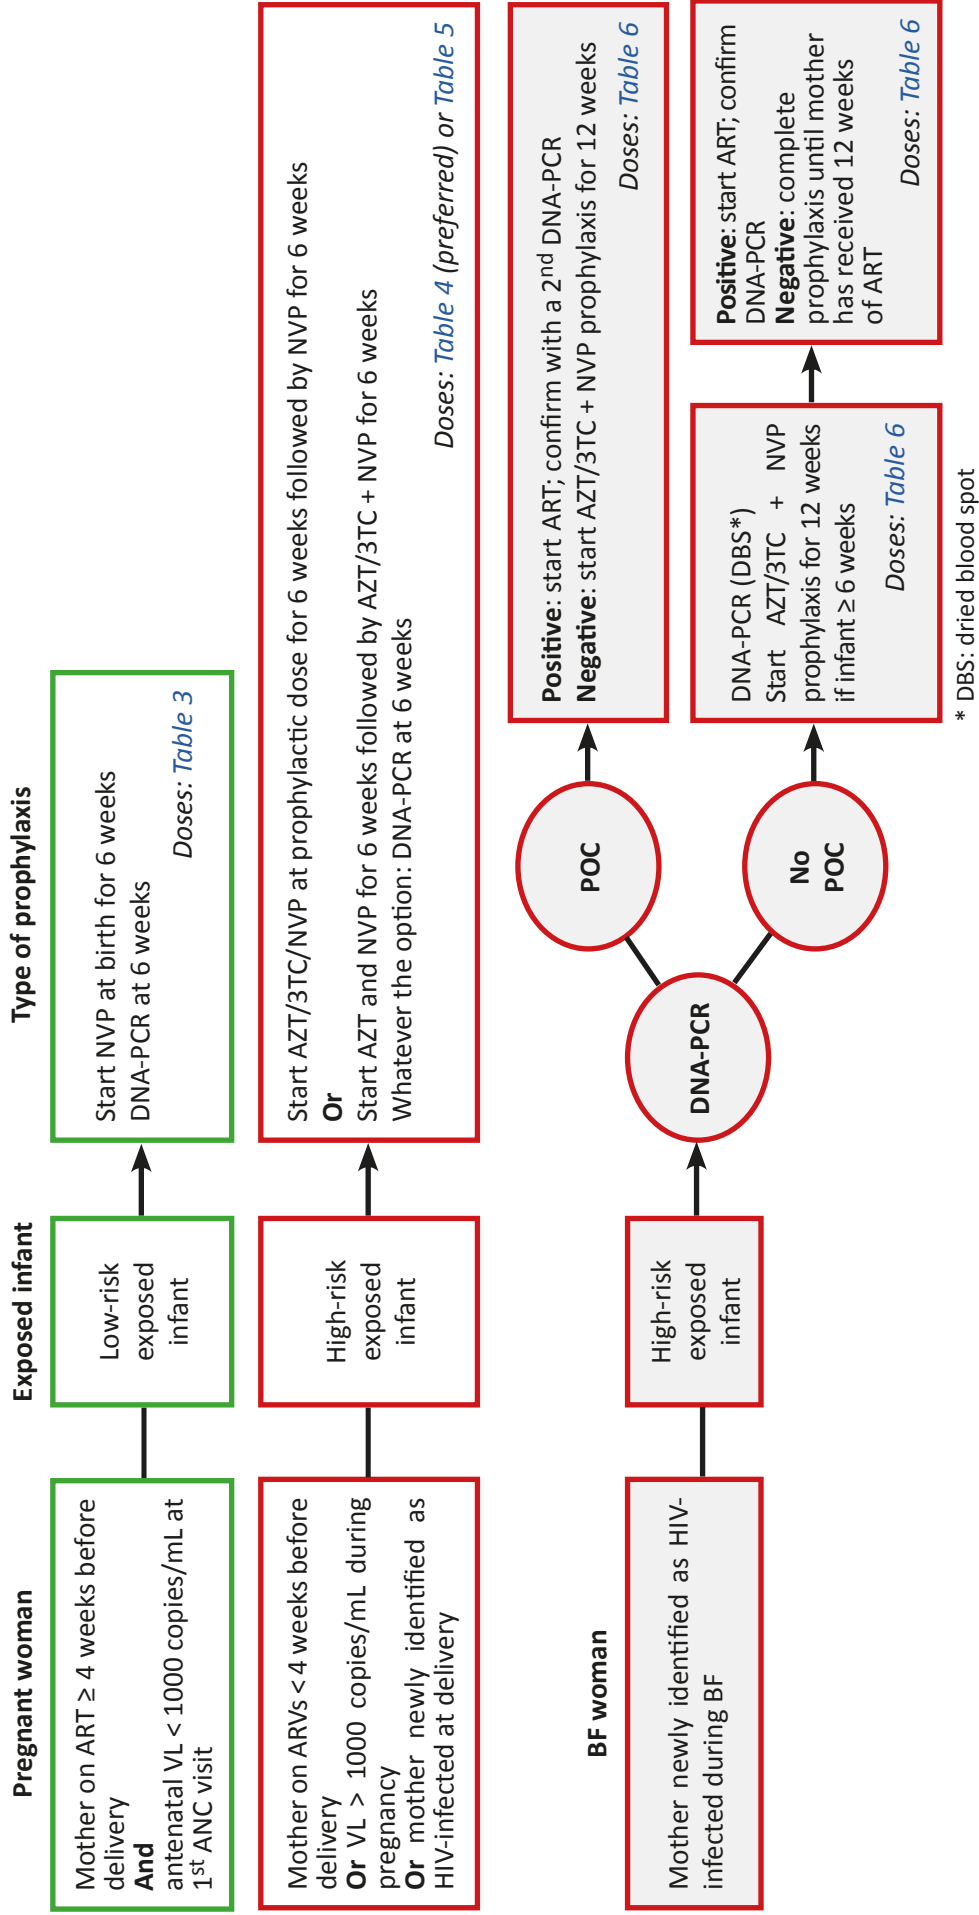 Pregnant woman
Exposed infant
Type of prophylaxis
Mother on ART ≥ 4 weeks before
delivery
And
antenatal VL < 1000 copies/mL at
1st ANC visit
Low-risk
exposed
infant
Start NVP at birth for 6 weeks
DNA-PCR at 6 weeks
Doses: Table 3
Mother on ARVs < 4 weeks before
delivery
Or VL > 1000 copies/mL during
pregnancy
Or mother newly identified as
HIV-infected at delivery
High-risk
exposed
infant
Start AZT/3TC/NVP at prophylactic dose for 6 weeks followed by NVP for 6 weeks
Or
Start AZT and NVP for 6 weeks followed by AZT/3TC + NVP for 6 weeks
Whatever the option: DNA-PCR at 6 weeks
Doses: Table 4 (preferred) or Table 5
BF woman
Mother newly identified as HIV-
infected during BF
High-risk
exposed
infant
DNA-PCR
POC
Positive: start ART; confirm with a 2nd DNA-PCR
Negative: start AZT/3TC + NVP prophylaxis for 12 weeks
Doses: Table 6
No
POC
DNA-PCR (DBS*)
Start AZT/3TC + NVP
prophylaxis for 12 weeks
if infant ≥ 6 weeks
Doses: Table 6
Positive: start ART; confirm
DNA-PCR
Negative: complete
prophylaxis until mother
has received 12 weeks
of ART
Doses: Table 6
* DBS: dried blood spot